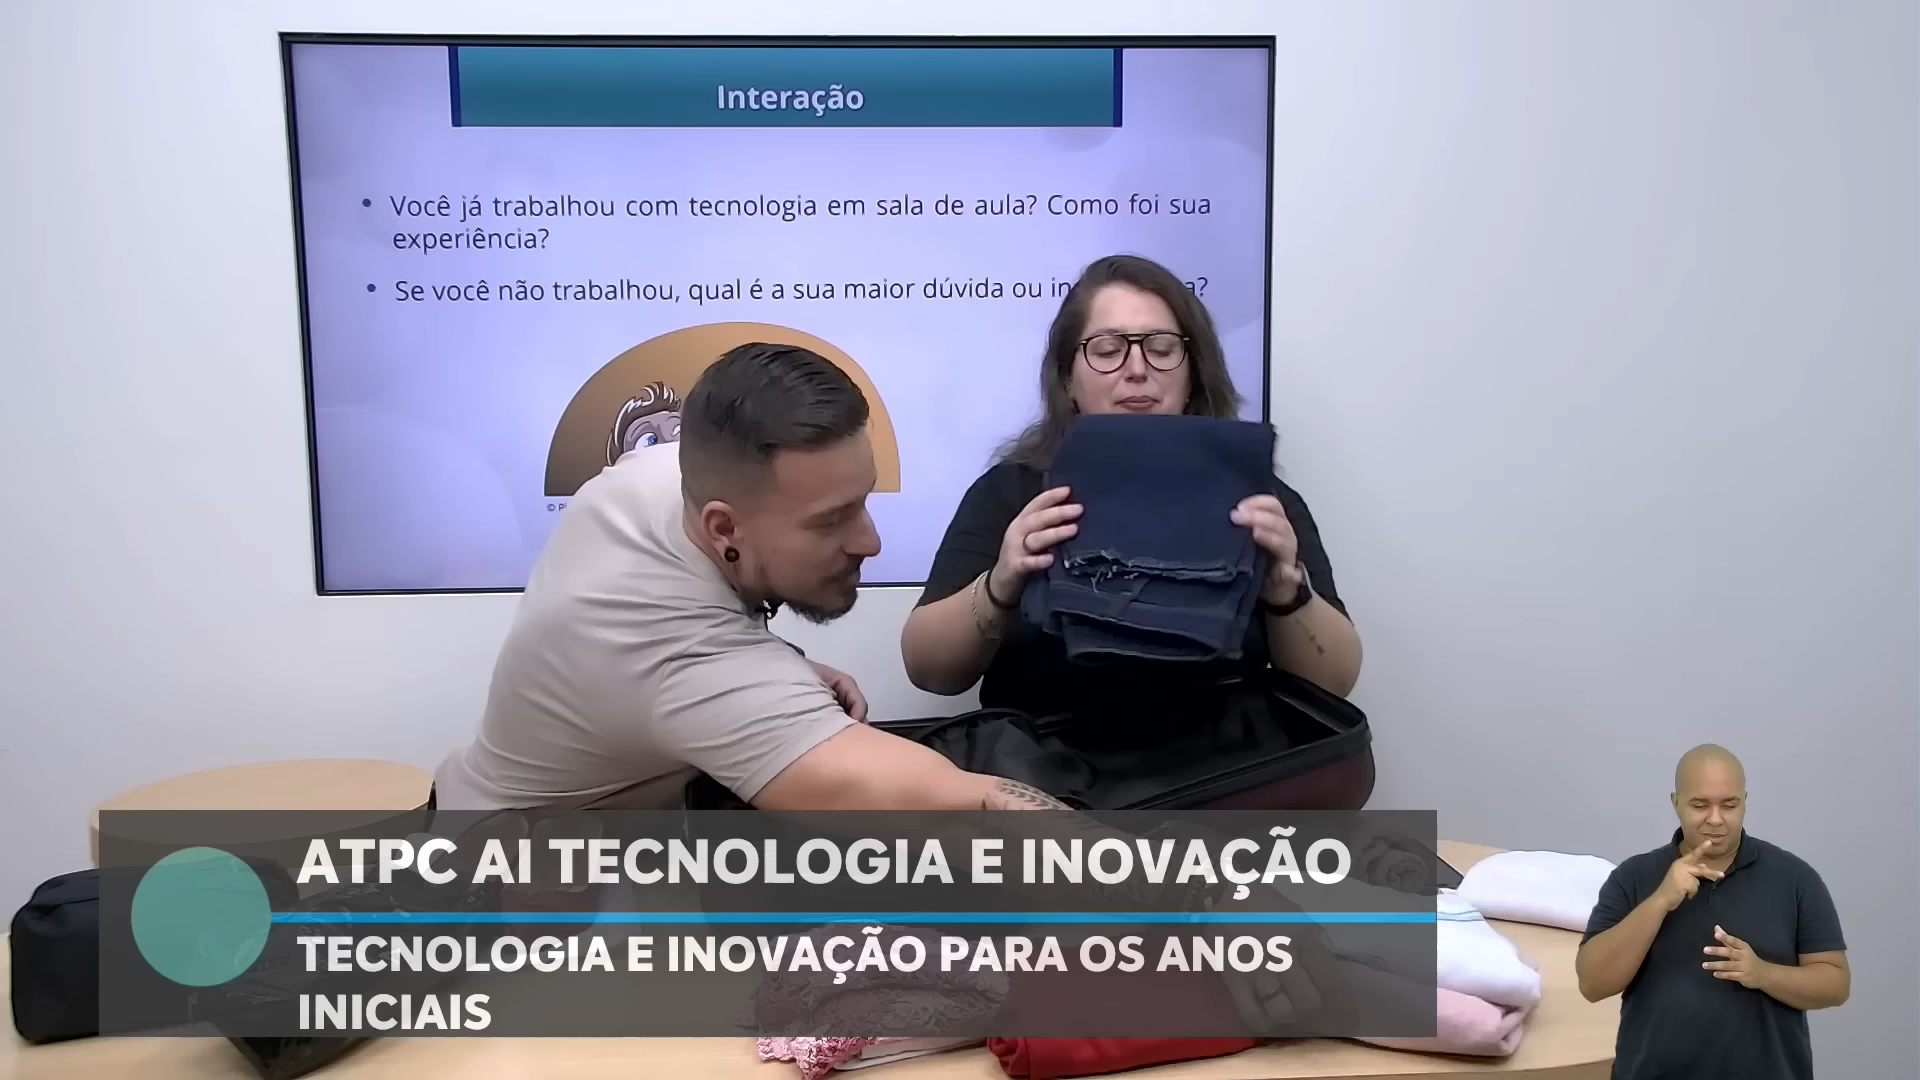 Interação
• Você já trabalhou com tecnologia em sala de aula? Como foi sua
experiência?
• Se você não trabalhou, qual é a sua maior dúvida ou
ATPC AI TECNOLOGIA E INOVAÇÃO
TECNOLOGIA E INOVAÇÃO PARA OS ANOS
INICIAIS